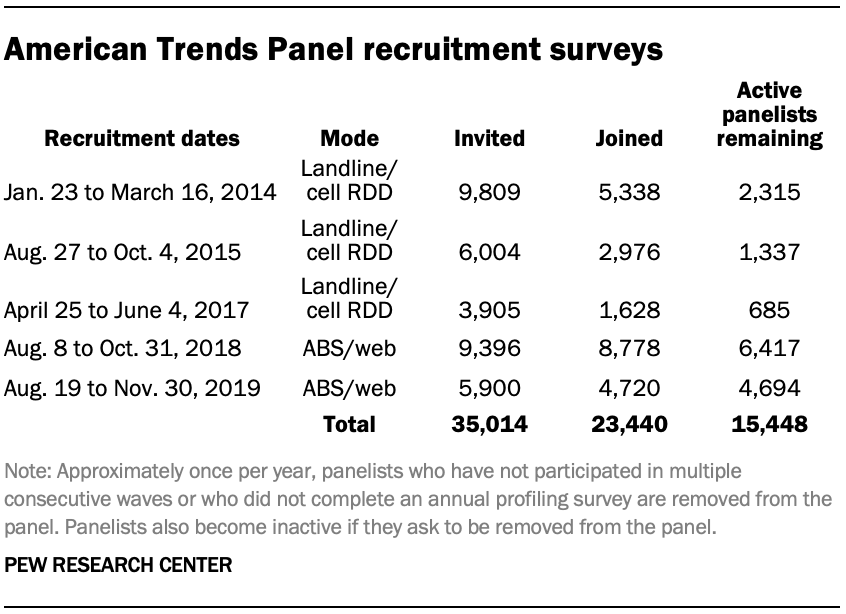 American Trends Panel recruitment surveys
Recruitment dates Mode Invited Joined Active panelists remaining
Jan. 23 to March 16, 2014 Landline/ cell RDD 9,809 5,338 2,315
Aug. 27 to Oct. 4, 2015 Landline/ cell RDD 6,004 2,976 1,337
April 25 to June 4, 2017 Landline/ cell RDD 3,905 1,628 685
Aug. 8 to Oct. 31, 2018 ABS/web 9,396 8,778 6,417
Aug. 19 to Nov. 30, 2019 ABS/web 5,900 4,720 4,694
Total 35,014 23,440 15,448
Note: Approximately once per year, panelists who have not participated in multiple
consecutive waves or who did not complete an annual profiling survey are removed from the
panel. Panelists also become inactive if they ask to be removed from the panel.
PEW RESEARCH CENTER